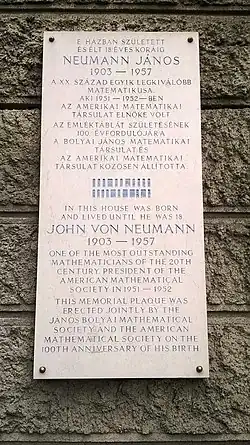 E HÁZBAN SZÜLETETT
ÉS ÉLT 18 ÉVES KORÁIG
NEUMANN JÁNOS
1903 — 1957
A XX. SZÁZAD EGYIK LEGKIVÁLÓBB
MATEMATIKUSA,
AKI 1951 – 1952 – BEN
AZ AMERIKAI MATEMATIKAI
TÁRSULAT ELNÖKE VOLT
AZ EMLÉKTÁBLÁT SZÜLETÉSÉNEK
100. ÉVFORDULÓJÁRA
A BOLYAI JÁNOS MATEMATIKAI
TÁRSULAT ÉS
AZ AMERIKAI MATEMATIKAI
TÁRSULAT KÖZÖSEN ÁLLÍTOTTA
IN THIS HOUSE WAS BORN
AND LIVED UNTIL HE WAS 18
JOHN VON NEUMANN
1903 — 1957
ONE OF THE MOST OUTSTANDING
MATHEMATICIANS OF THE 20TH
CENTURY, PRESIDENT OF THE
AMERICAN MATHEMATICAL
SOCIETY IN 1951 – 1952
THIS MEMORIAL PLAQUE WAS
ERECTED JOINTLY BY THE
JÁNOS BOLYAI MATHEMATICAL
SOCIETY AND THE AMERICAN
MATHEMATICAL SOCIETY ON THE
100TH ANNIVERSARY OF HIS BIRTH